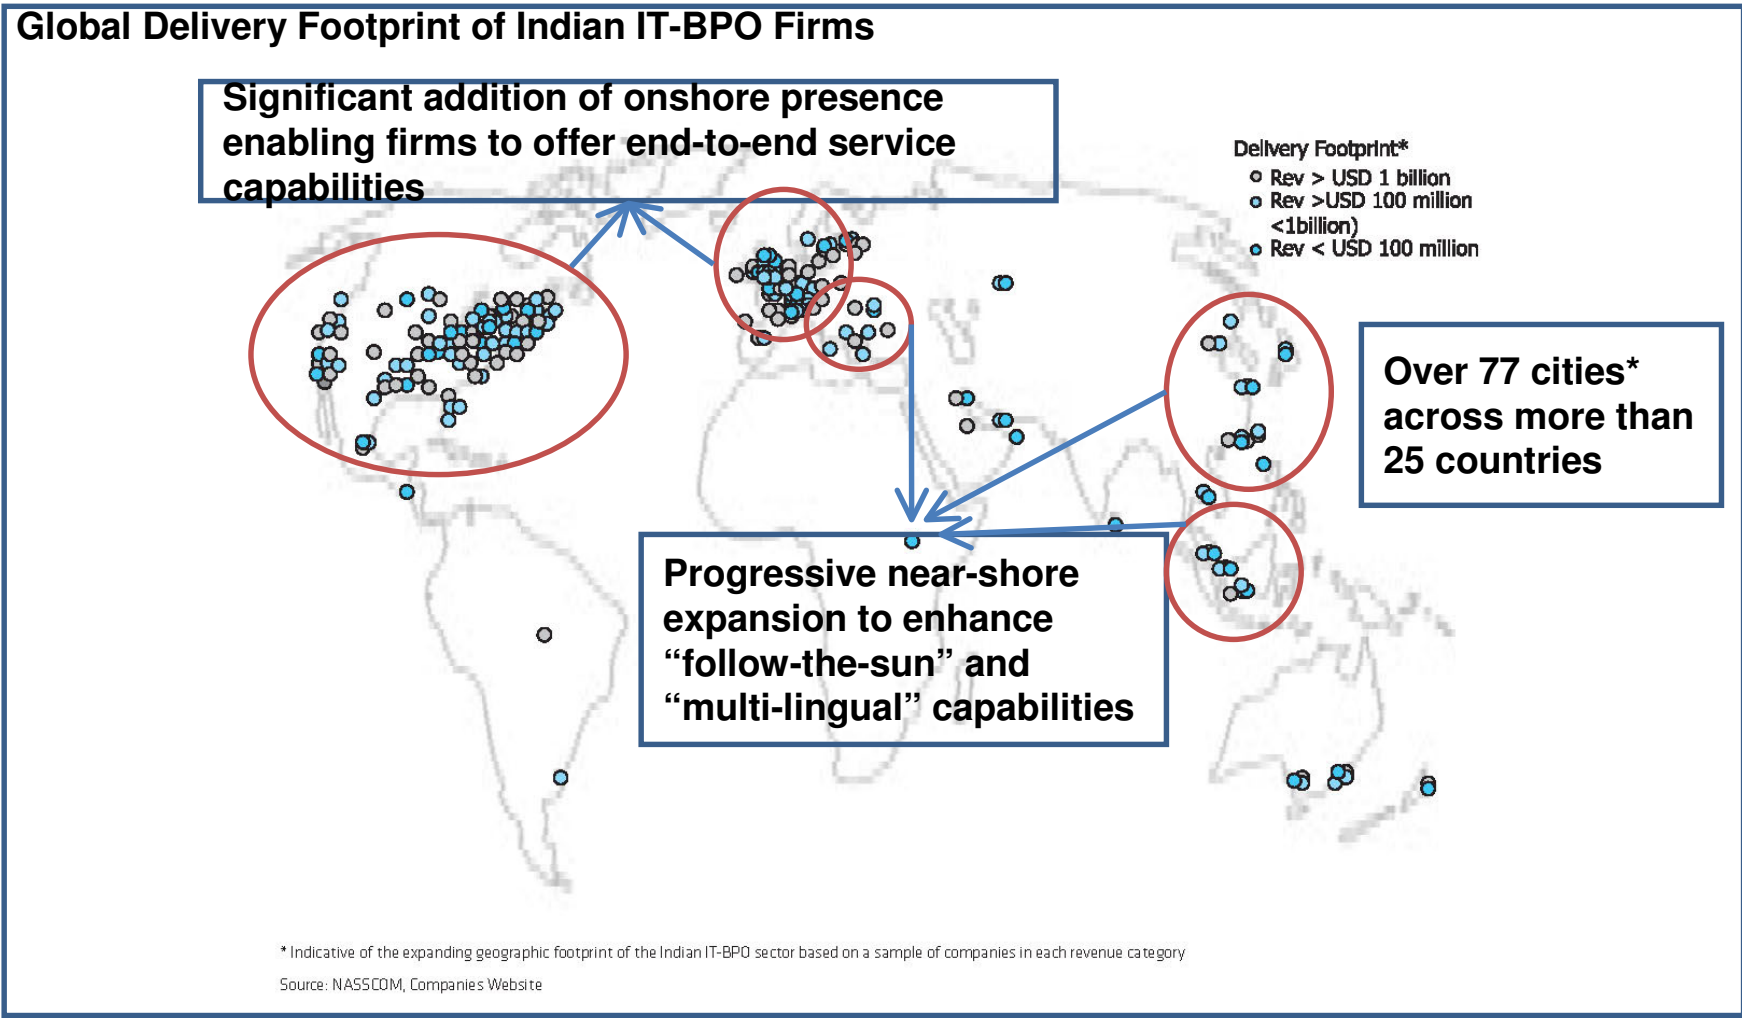 Global Delivery Footprint of Indian IT-BPO Firms
Significant addition of onshore presence
enabling firms to offer end-to-end service
capabilities
Delivery Footprint*
Rev > USD 1 billion
Rev >USD 100 million
<1billion)
Rev < USD 100 million
Over 77 cities*
across more than
25 countries
Progressive near-shore
expansion to enhance
“follow-the-sun” and
“multi-lingual” capabilities
* Indicative of the expanding geographic footprint of the Indian IT-BPO sector based on a sample of companies in each revenue category
Source: NASSCOM, Companies Website